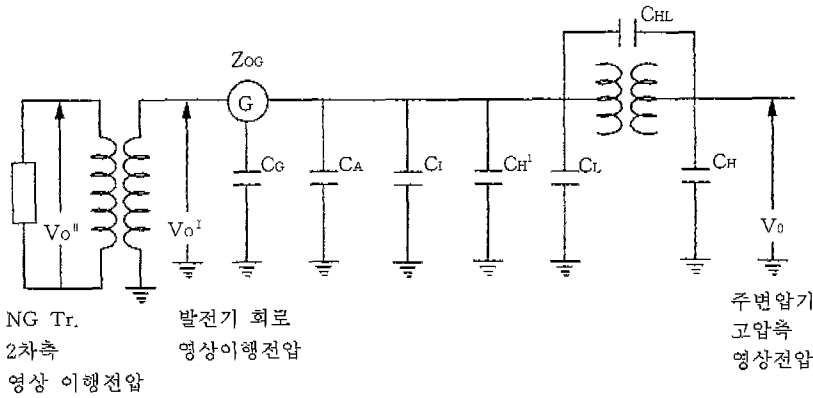 CHL
ZOG
G
CG
CA
CI
CH'
CL
CH
VO"
VO'
V0
NG Tr.
2차측
영상 이행전압
발전기 회로
영상이행전압
주변압기
고압측
영상전압